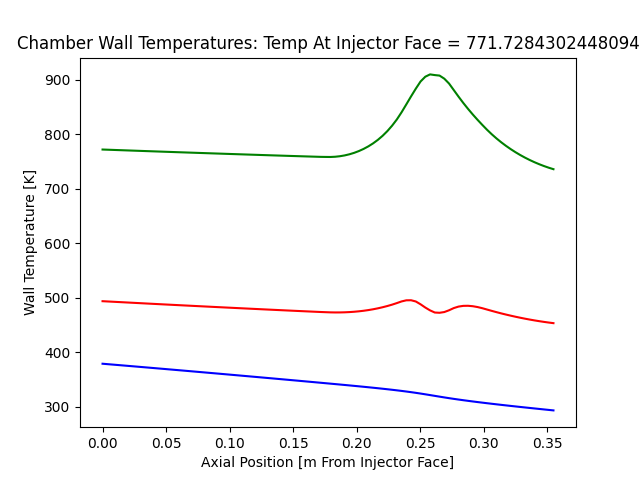 Chamber Wall Temperatures: Temp At Injector Face = 771.7284302448094
900
800
700
600
500
400
300
Wall Temperature [K]
0.00 0.05 0.10 0.15 0.20 0.25 0.30 0.35
Axial Position [m From Injector Face]